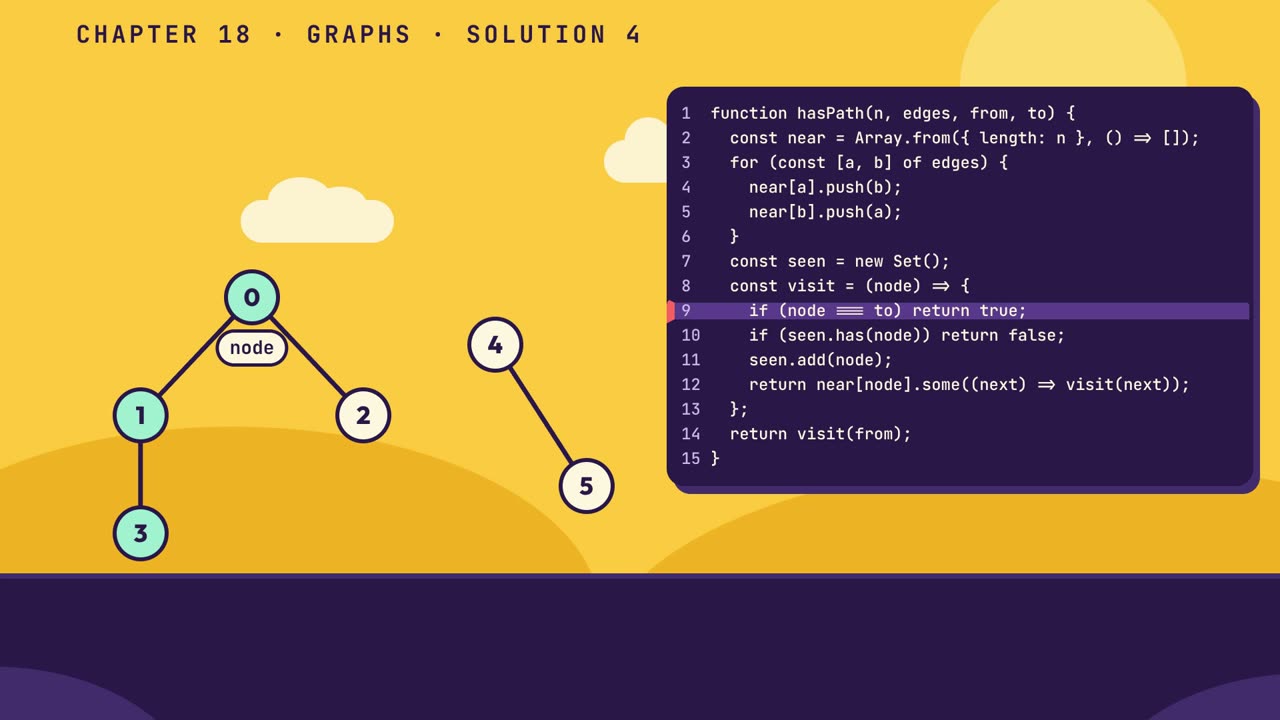 CHAPTER 18 · GRAPHS · SOLUTION 4
0
node
1
2
3
4
5
1 function hasPath(n, edges, from, to) {
2 const near = Array.from({ length: n }, () => []);
3 for (const [a, b] of edges) {
4 near[a].push(b);
5 near[b].push(a);
6 }
7 const seen = new Set();
8 const visit = (node) => {
9 if (node === to) return true;
10 if (seen.has(node)) return false;
11 seen.add(node);
12 return near[node].some((next) => visit(next));
13 };
14 return visit(from);
15 }